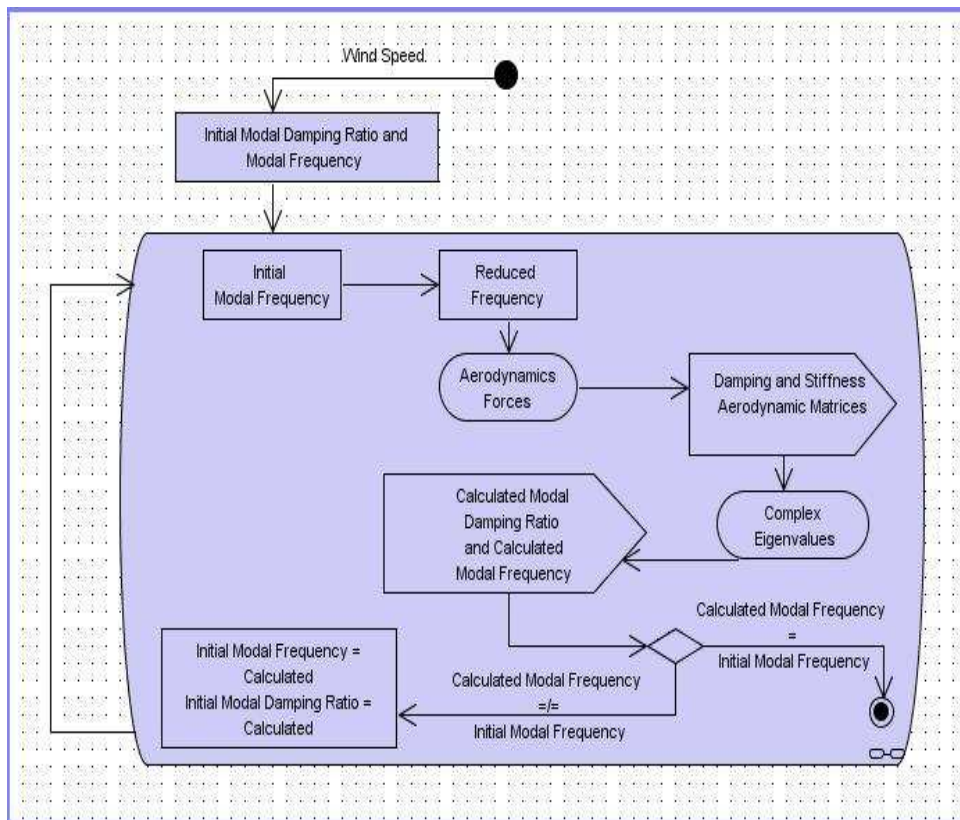 Wind Speed
Initial Modal Damping Ratio and
Modal Frequency
Initial
Modal Frequency
Reduced
Frequency
Aerodynamics
Forces
Damping and Stiffness
Aerodynamic Matrices
Complex
Eigenvalues
Calculated Modal
Damping Ratio
and Calculated
Modal Frequency
Calculated Modal Frequency
=
Initial Modal Frequency
Calculated Modal Frequency
=/=
Initial Modal Frequency
Initial Modal Frequency =
Calculated
Initial Modal Damping Ratio =
Calculated